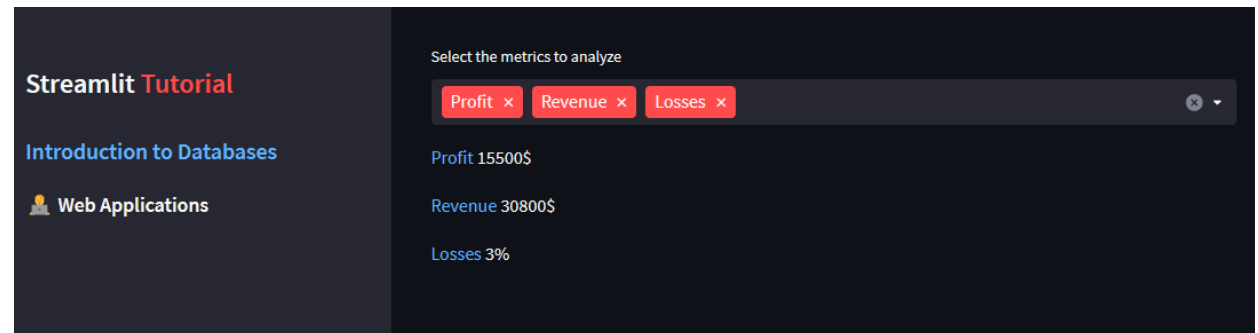 Streamlit Tutorial
Introduction to Databases
Web Applications
Select the metrics to analyze
Profit × Revenue × Losses ×
Profit 15500$
Revenue 30800$
Losses 3%